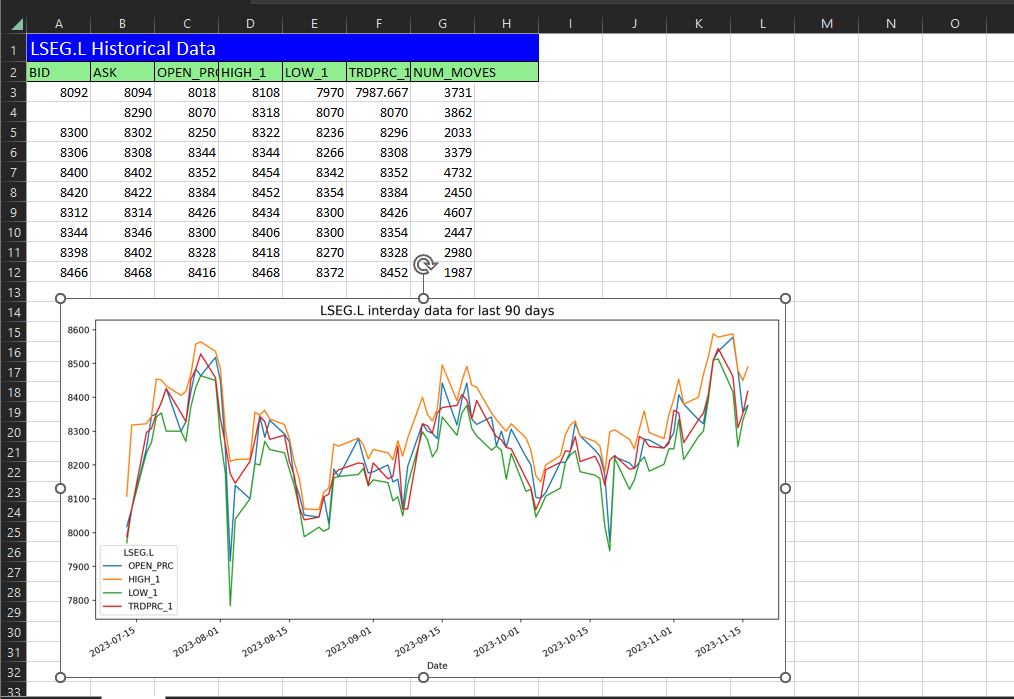 A B C D E F G H I J K L M N O
1 LSEG.L Historical Data
2 BID ASK OPEN_PRC HIGH_1 LOW_1 TRDPRC_1 NUM_MOVES
3 8092 8094 8018 8108 7970 7987.667 3731
4 8290 8070 8318 8070 8070 3862
5 8300 8302 8250 8322 8236 8296 2033
6 8306 8308 8344 8344 8266 8308 3379
7 8400 8402 8352 8454 8342 8352 4732
8 8420 8422 8384 8452 8354 8384 2450
9 8312 8314 8426 8434 8300 8426 4607
10 8344 8346 8300 8406 8300 8354 2447
11 8398 8402 8328 8418 8270 8328 2980
12 8466 8468 8416 8468 8372 8452 1987
13
14
15
16
17
18
19
20
21
22
23
24
25
26
27
28
29
30
31
32
33
LSEG.L interday data for last 90 days
8600
8500
8400
8300
8200
8100
8000
7900
7800
LSEG.L
OPEN_PRC
HIGH_1
LOW_1
TRDPRC_1
2023-07-15 2023-08-01 2023-08-15 2023-09-01 2023-09-15 2023-10-01 2023-10-15 2023-11-01 2023-11-15
Date